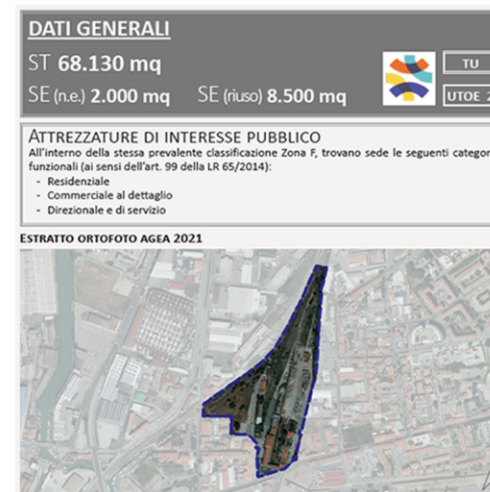 DATI GENERALI
ST 68.130 mq
TU
SE (n.e.) 2.000 mq SE (riuso) 8.500 mq
UTOE 2
ATTREZZATURE DI INTERESSE PUBBLICO
All'interno della stessa prevalente classificazione Zona F, trovano sede le seguenti categor
funzionali (ai sensi dell'art. 99 della LR 65/2014):
- Residenziale
- Commerciale al dettaglio
- Direzionale e di servizio
ESTRATTO ORTOFOTO AGEA 2021